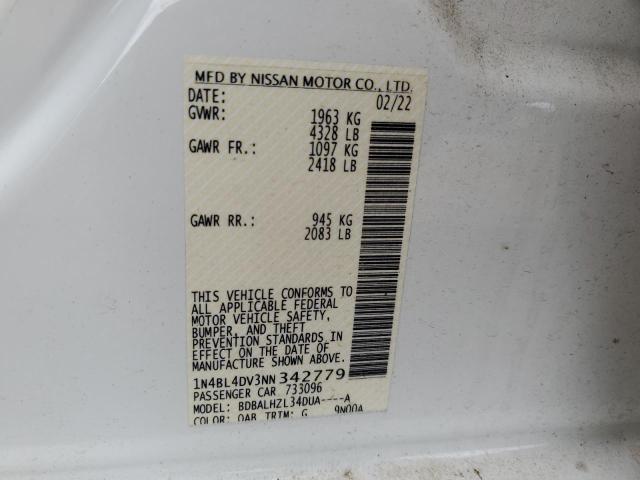 MFD BY NISSAN MOTOR CO., LTD.
DATE: 02/22
GVWR: 1963 KG
4328 LB
GAWR FR.: 1097 KG
2418 LB
GAWR RR.: 945 KG
2083 LB
THIS VEHICLE CONFORMS TO
ALL APPLICABLE FEDERAL
MOTOR VEHICLE SAFETY,
BUMPER, AND THEFT
PREVENTION STANDARDS IN
EFFECT ON THE DATE OF
MANUFACTURE SHOWN ABOVE.
1N4BL4DV3NN342779
PASSENGER CAR 733096
MODEL: BDBALHZL34DUA----A
COLOR: QAB TRIM: G 9N00A